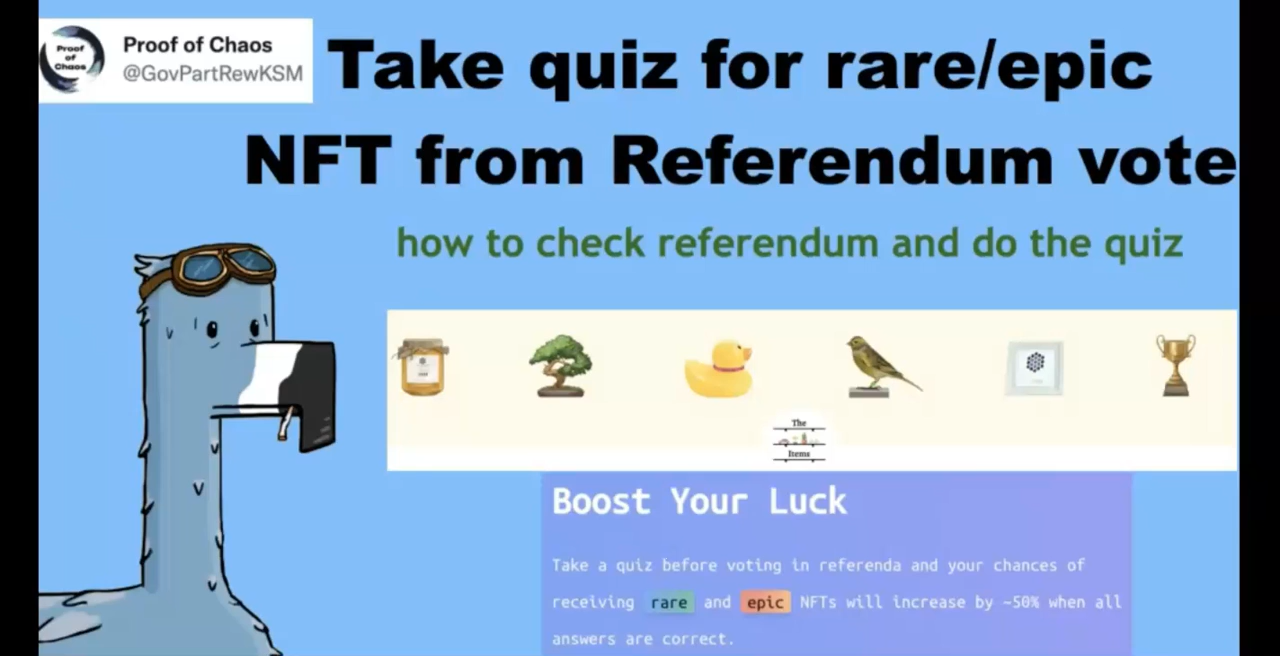 Proof of Chaos
@GovPartRewKSM
Proof
of
Chaos
Take quiz for rare/epic
NFT from Referendum vote
how to check referendum and do the quiz
The
Items
Boost Your Luck
Take a quiz before voting in referenda and your chances of
receiving rare and epic NFTs will increase by ~50% when all
answers are correct.